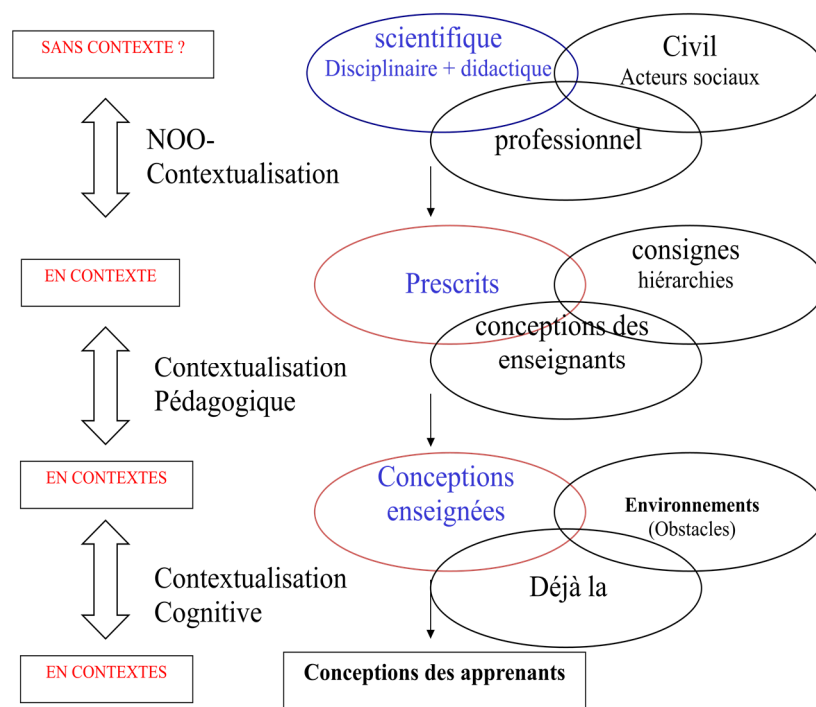 SANS CONTEXTE ?
scientifique
Disciplinaire + didactique
Civil
Acteurs sociaux
professionnel
NOO-
Contextualisation
EN CONTEXTE
Prescrits
consignes
hiérarchies
conceptions des
enseignants
Contextualisation
Pédagogique
EN CONTEXTES
Conceptions
enseignées
Environnements
(Obstacles)
Déjà la
Contextualisation
Cognitive
EN CONTEXTES
Conceptions des apprenants